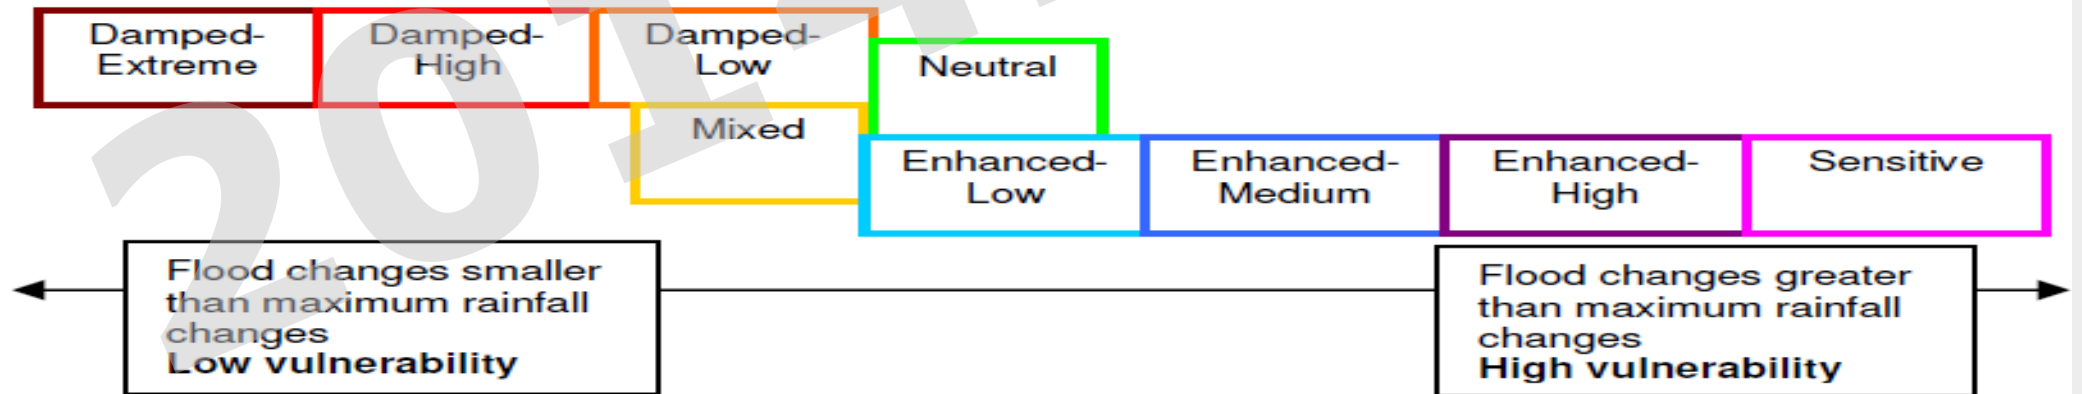 Damped-
Extreme
Damped-
High
Damped-
Low
Neutral
Mixed
Enhanced-
Low
Enhanced-
Medium
Enhanced-
High
Sensitive
Flood changes smaller
than maximum rainfall
changes
Low vulnerability
Flood changes greater
than maximum rainfall
changes
High vulnerability